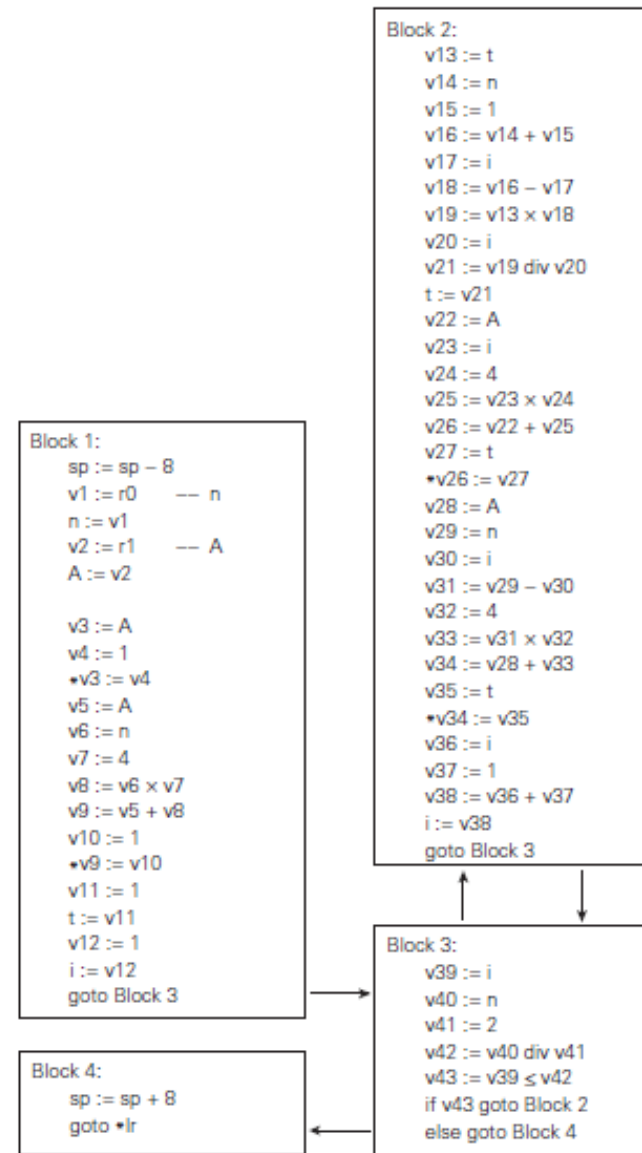 Block 1:
sp := sp – 8
v1 := r0 –– n
n := v1
v2 := r1 –– A
A := v2
v3 := A
v4 := 1
*v3 := v4
v5 := A
v6 := n
v7 := 4
v8 := v6 × v7
v9 := v5 + v8
v10 := 1
*v9 := v10
v11 := 1
t := v11
v12 := 1
i := v12
goto Block 3
Block 2:
v13 := t
v14 := n
v15 := 1
v16 := v14 + v15
v17 := i
v18 := v16 – v17
v19 := v13 × v18
v20 := i
v21 := v19 div v20
t := v21
v22 := A
v23 := i
v24 := 4
v25 := v23 × v24
v26 := v22 + v25
v27 := t
*v26 := v27
v28 := A
v29 := n
v30 := i
v31 := v29 – v30
v32 := 4
v33 := v31 × v32
v34 := v28 + v33
v35 := t
*v34 := v35
v36 := i
v37 := 1
v38 := v36 + v37
i := v38
goto Block 3
Block 3:
v39 := i
v40 := n
v41 := 2
v42 := v40 div v41
v43 := v39 ≤ v42
if v43 goto Block 2
else goto Block 4
Block 4:
sp := sp + 8
goto *lr